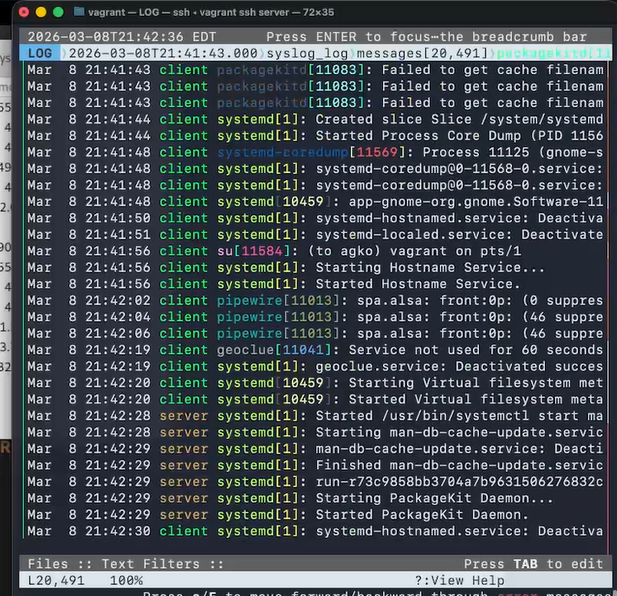 vagrant — LOG — ssh • vagrant ssh server — 72×35
2026-03-08T21:42:36 EDT Press ENTER to focus—the breadcrumb bar
LOG ⟩2026-03-08T21:41:43.000⟩syslog_log⟩messages[20,491]⟩packagekitd[1]
Mar 8 21:41:43 client packagekitd[11083]: Failed to get cache filenam
Mar 8 21:41:43 client packagekitd[11083]: Failed to get cache filenam
Mar 8 21:41:43 client packagekitd[11083]: Failed to get cache filenam
Mar 8 21:41:44 client systemd[1]: Created slice Slice /system/systemd
Mar 8 21:41:44 client systemd[1]: Started Process Core Dump (PID 1156
Mar 8 21:41:48 client systemd-coredump[11569]: Process 11125 (gnome-s
Mar 8 21:41:48 client systemd[1]: systemd-coredump@0-11568-0.service:
Mar 8 21:41:48 client systemd[1]: systemd-coredump@0-11568-0.service:
Mar 8 21:41:48 client systemd[10459]: app-gnome-org.gnome.Software-11
Mar 8 21:41:50 client systemd[1]: systemd-hostnamed.service: Deactiva
Mar 8 21:41:51 client systemd[1]: systemd-localed.service: Deactivate
Mar 8 21:41:56 client su[11584]: (to agko) vagrant on pts/1
Mar 8 21:41:56 client systemd[1]: Starting Hostname Service...
Mar 8 21:41:56 client systemd[1]: Started Hostname Service.
Mar 8 21:42:02 client pipewire[11013]: spa.alsa: front:0p: (0 suppres
Mar 8 21:42:04 client pipewire[11013]: spa.alsa: front:0p: (46 suppre
Mar 8 21:42:06 client pipewire[11013]: spa.alsa: front:0p: (46 suppre
Mar 8 21:42:19 client geoclue[11041]: Service not used for 60 seconds
Mar 8 21:42:19 client systemd[1]: geoclue.service: Deactivated succes
Mar 8 21:42:20 client systemd[10459]: Starting Virtual filesystem met
Mar 8 21:42:20 client systemd[10459]: Started Virtual filesystem meta
Mar 8 21:42:28 server systemd[1]: Started /usr/bin/systemctl start ma
Mar 8 21:42:28 server systemd[1]: Starting man-db-cache-update.servic
Mar 8 21:42:29 server systemd[1]: man-db-cache-update.service: Deacti
Mar 8 21:42:29 server systemd[1]: Finished man-db-cache-update.servic
Mar 8 21:42:29 server systemd[1]: run-r73c9858bb3704a7b9631506276832c
Mar 8 21:42:29 server systemd[1]: Starting PackageKit Daemon...
Mar 8 21:42:29 server systemd[1]: Started PackageKit Daemon.
Mar 8 21:42:30 client systemd[1]: systemd-hostnamed.service: Deactiva
Files :: Text Filters :: Press TAB to edit
L20,491 100% ?:View Help
Press e/E to move forward/backward through error messages